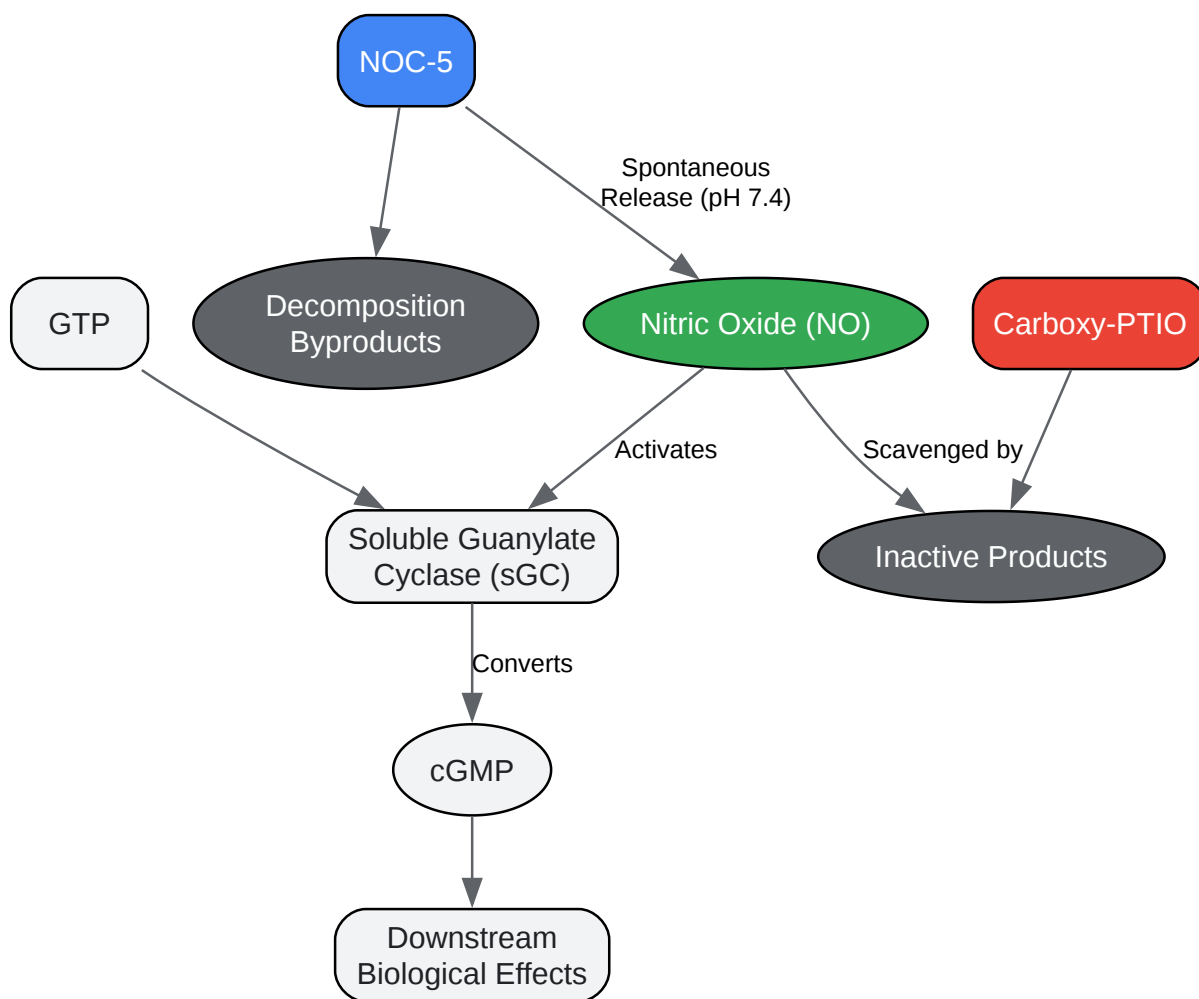 NOC-5
Spontaneous
Release (pH 7.4)
GTP
Decomposition
Byproducts
Nitric Oxide (NO)
Carboxy-PTIO
Activates
Scavenged by
Soluble Guanylate
Cyclase (sGC)
Inactive Products
Converts
cGMP
Downstream
Biological Effects